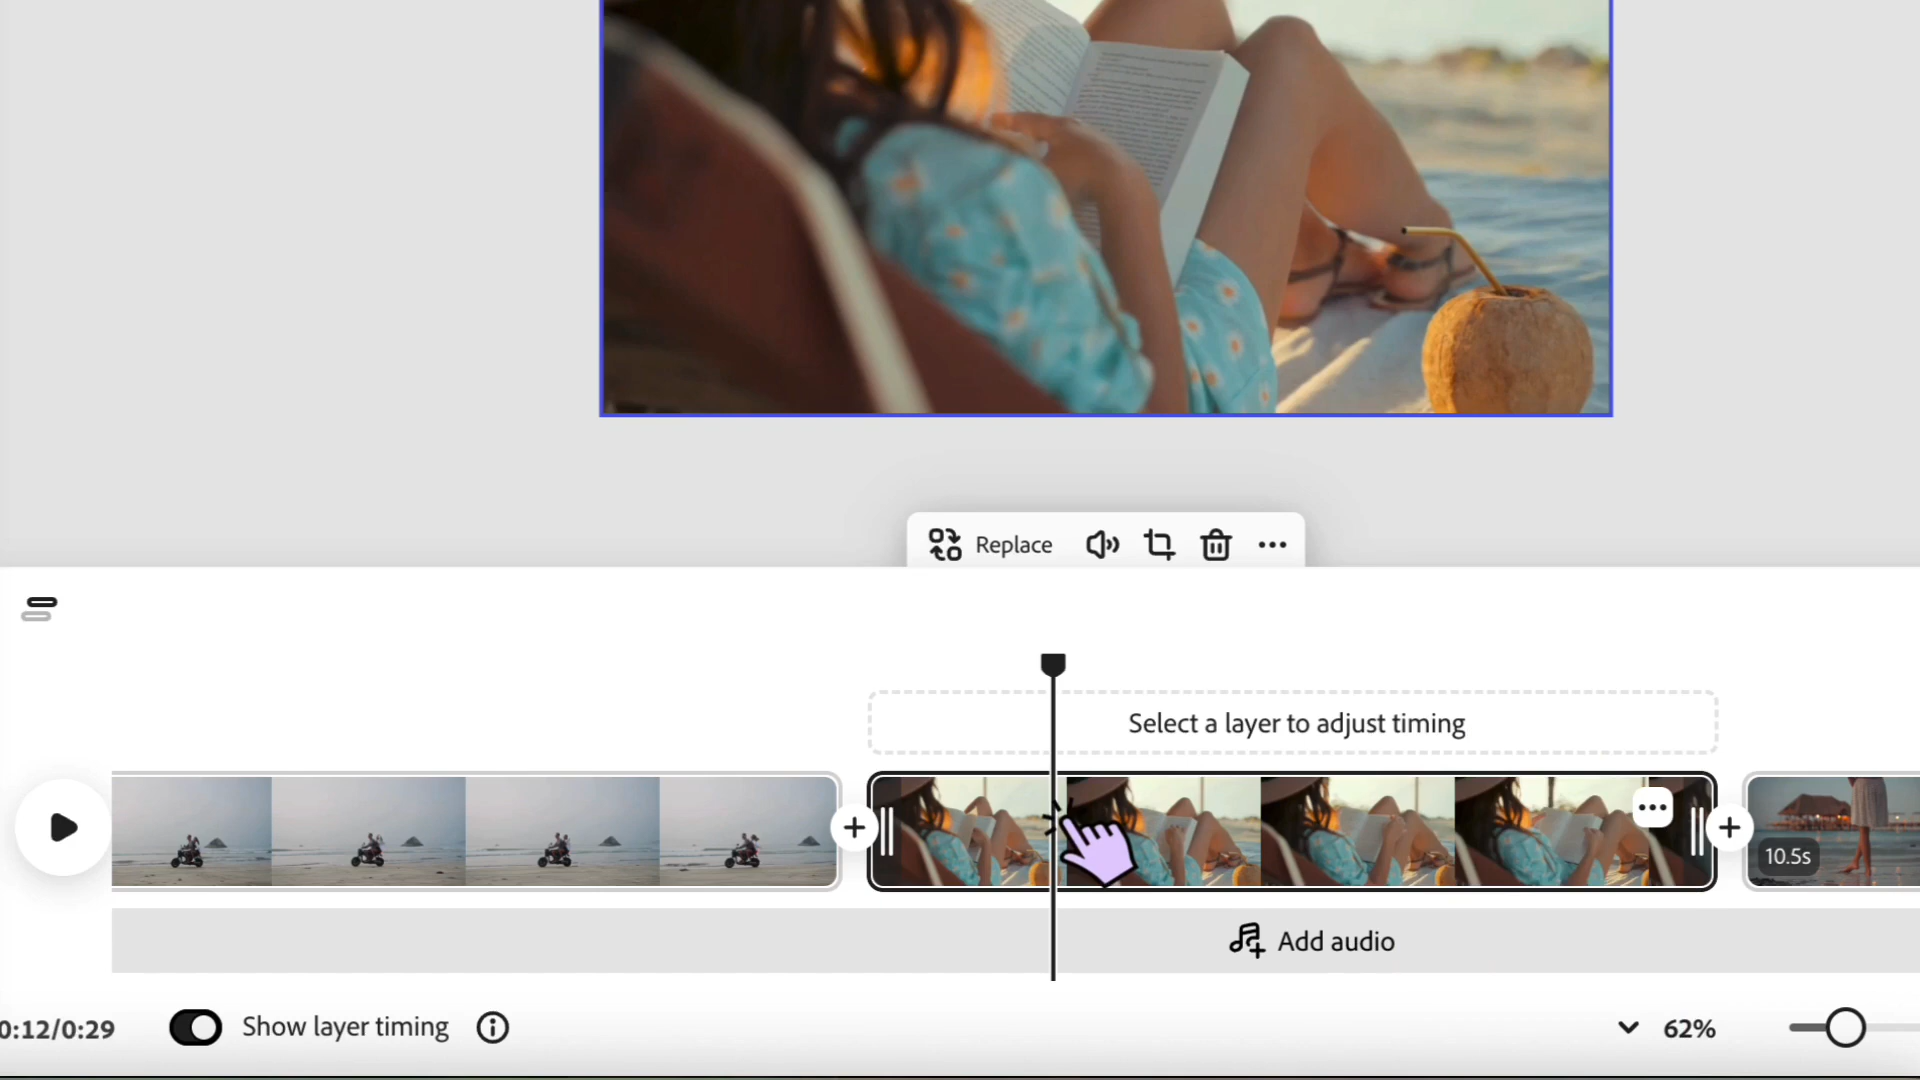 Replace
Select a layer to adjust timing
10.5s
Add audio
0:12/0:29
Show layer timing
62%